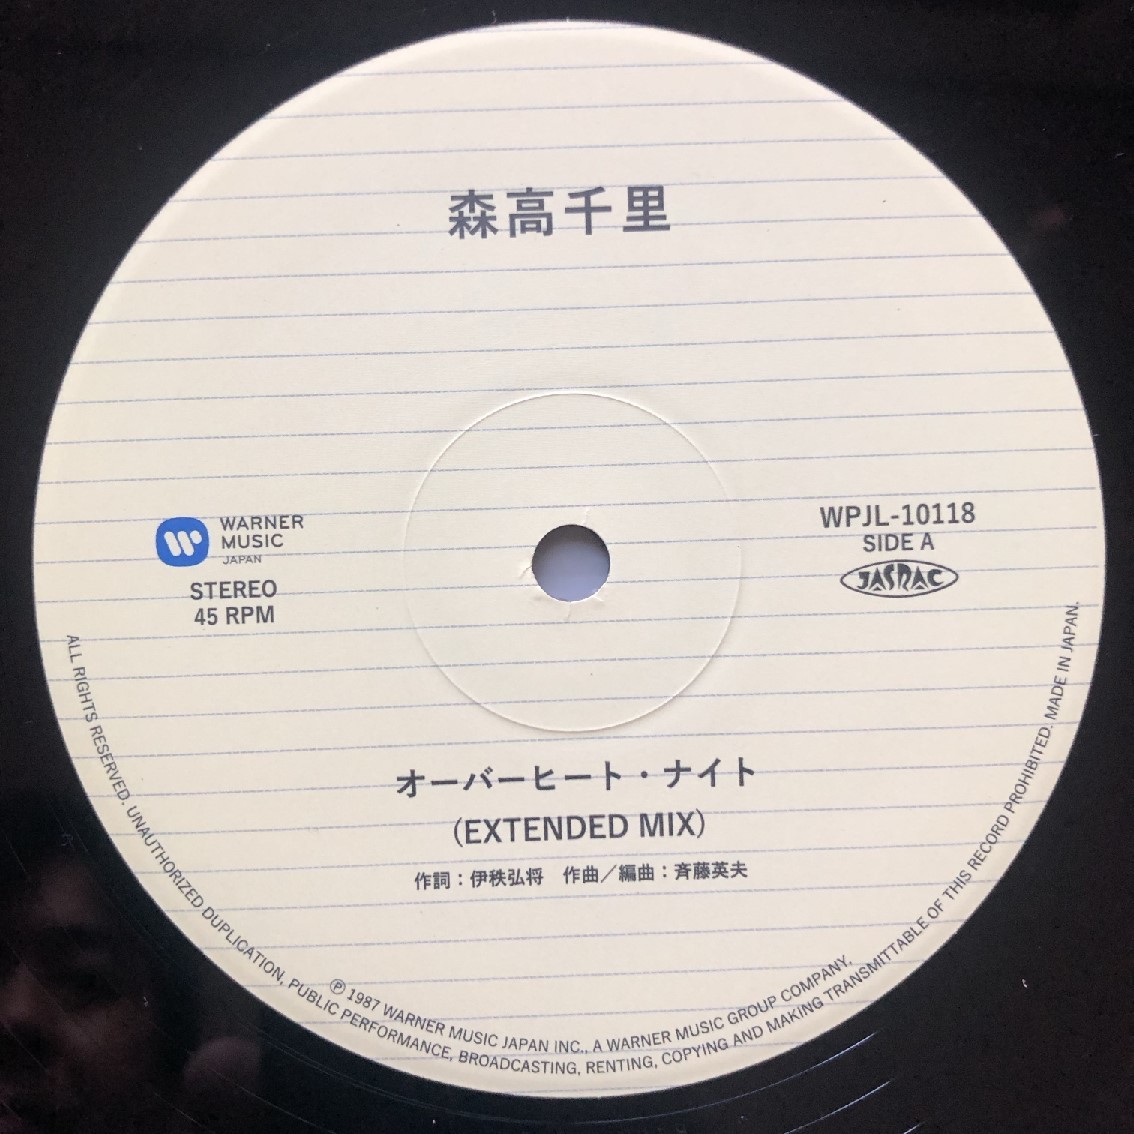 森高千里
WARNER
MUSIC
JAPAN
STEREO
45 RPM
WPJL-10118
SIDE A
JASRAC
オーバーヒート・ナイト
(EXTENDED MIX)
作詞：伊秩弘将　作曲／編曲：斉藤英夫
Ⓟ 1987 WARNER MUSIC JAPAN INC., A WARNER MUSIC GROUP COMPANY.
ALL RIGHTS RESERVED. UNAUTHORIZED DUPLICATION, PUBLIC PERFORMANCE, BROADCASTING, RENTING, COPYING AND MAKING TRANSMITTABLE OF THIS RECORD PROHIBITED. MADE IN JAPAN.